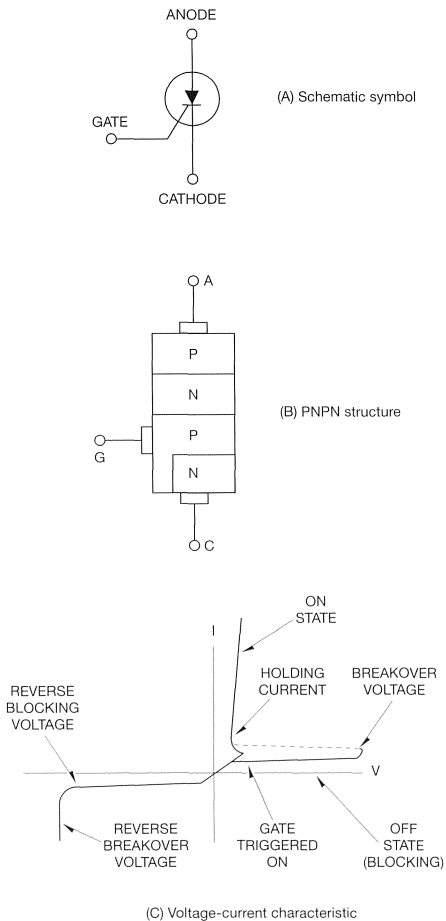 ANODE
(A) Schematic symbol
GATE
CATHODE
A
P
N
(B) PNPN structure
P
G
N
C
ON
STATE
I
HOLDING
CURRENT
BREAKOVER
VOLTAGE
REVERSE
BLOCKING
VOLTAGE
V
REVERSE
BREAKOVER
VOLTAGE
GATE
TRIGGERED
ON
OFF
STATE
(BLOCKING)
(C) Voltage-current characteristic